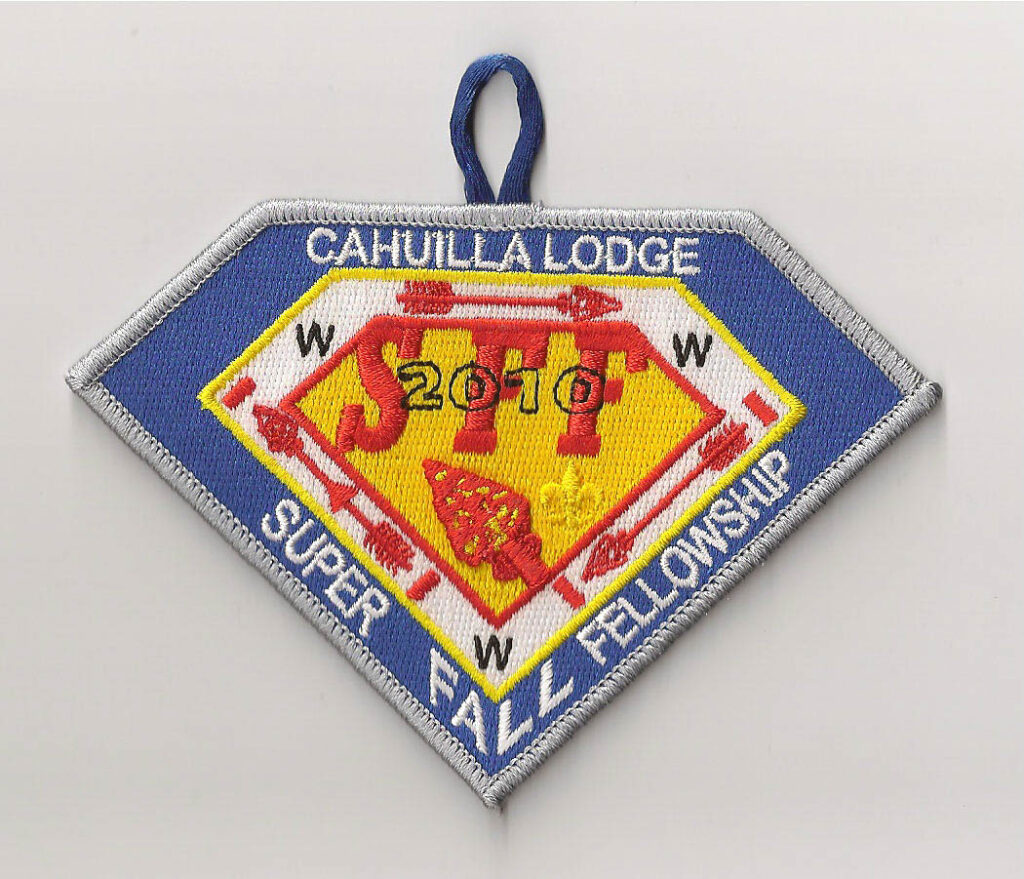 CAHUILLA LODGE
W W
SFF
2010
W
SUPER FALL FELLOWSHIP